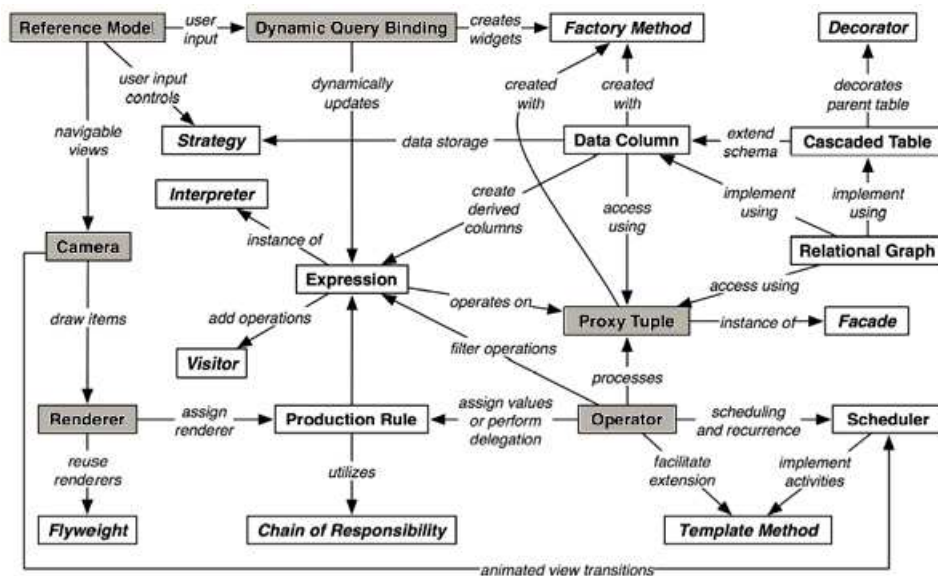 Reference Model
user
input
Dynamic Query Binding
creates
widgets
Factory Method
Decorator
user input
controls
dynamically
updates
created
with
created
with
decorates
parent table
navigable
views
Strategy
data storage
Data Column
extend
schema
Cascaded Table
Interpreter
create
derived
columns
access
using
implement
using
implement
using
instance of
Camera
Expression
Relational Graph
access using
operates on
draw items
add operations
Proxy Tuple
instance of
Facade
Visitor
filter operations
processes
Renderer
assign
renderer
Production Rule
assign values
or perform
delegation
Operator
scheduling
and recurrence
Scheduler
reuse
renderers
utilizes
facilitate
extension
implement
activities
Flyweight
Chain of Responsibility
Template Method
animated view transitions